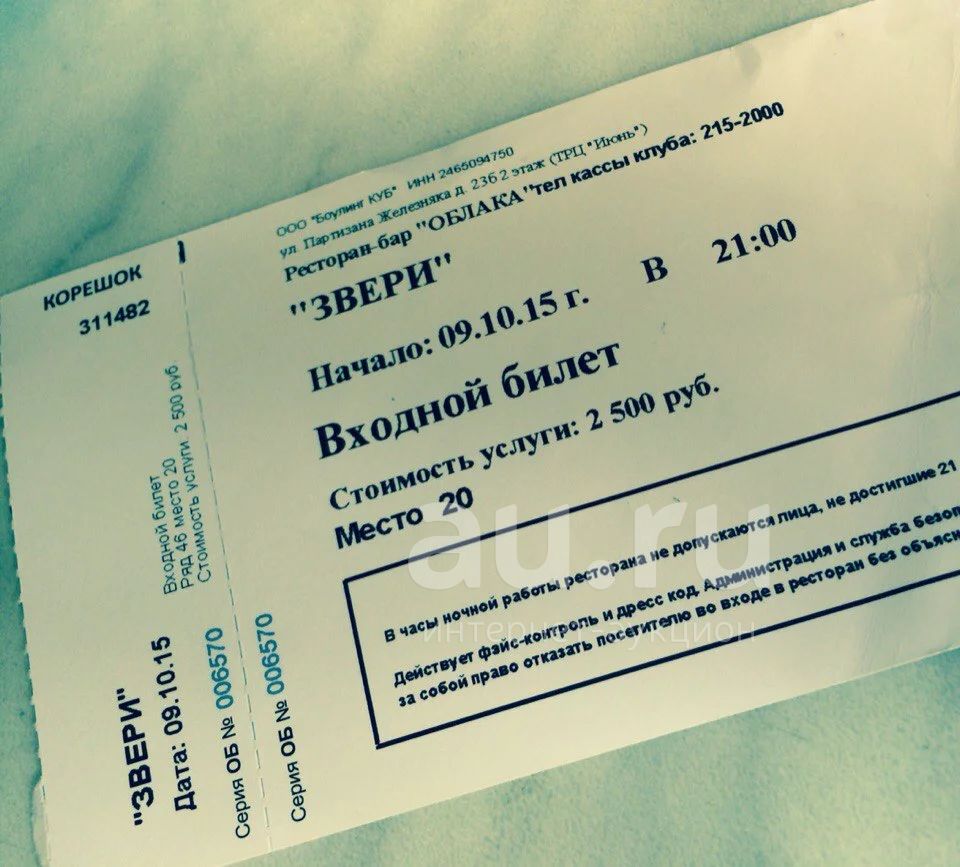 КОРЕШОК
311482
Входной билет
Ряд 46 место 20
Стоимость услуги. 2 500 руб
"ЗВЕРИ"
Дата: 09.10.15
Серия ОБ № 006570
Серия ОБ № 006570
ООО "Боулинг КУБ" ИНН 2465094750
ул Партизана Железняка д. 23б 2 этаж (ТРЦ "Июнь")
Ресторан-бар "ОБЛАКА"тел кассы клуба: 215-2000
"ЗВЕРИ"
Начало: 09.10.15 г. В 21:00
Входной билет
Стоимость услуги: 2 500 руб.
Место 20
В часы ночной работы ресторана не допускаются лица, не достигшие 21
Действует фэйс-контроль и дресс код. Администрация и служба безоп
за собой право отказать посетителю во входе в ресторан без объясн
au.ru
интернет-аукцион